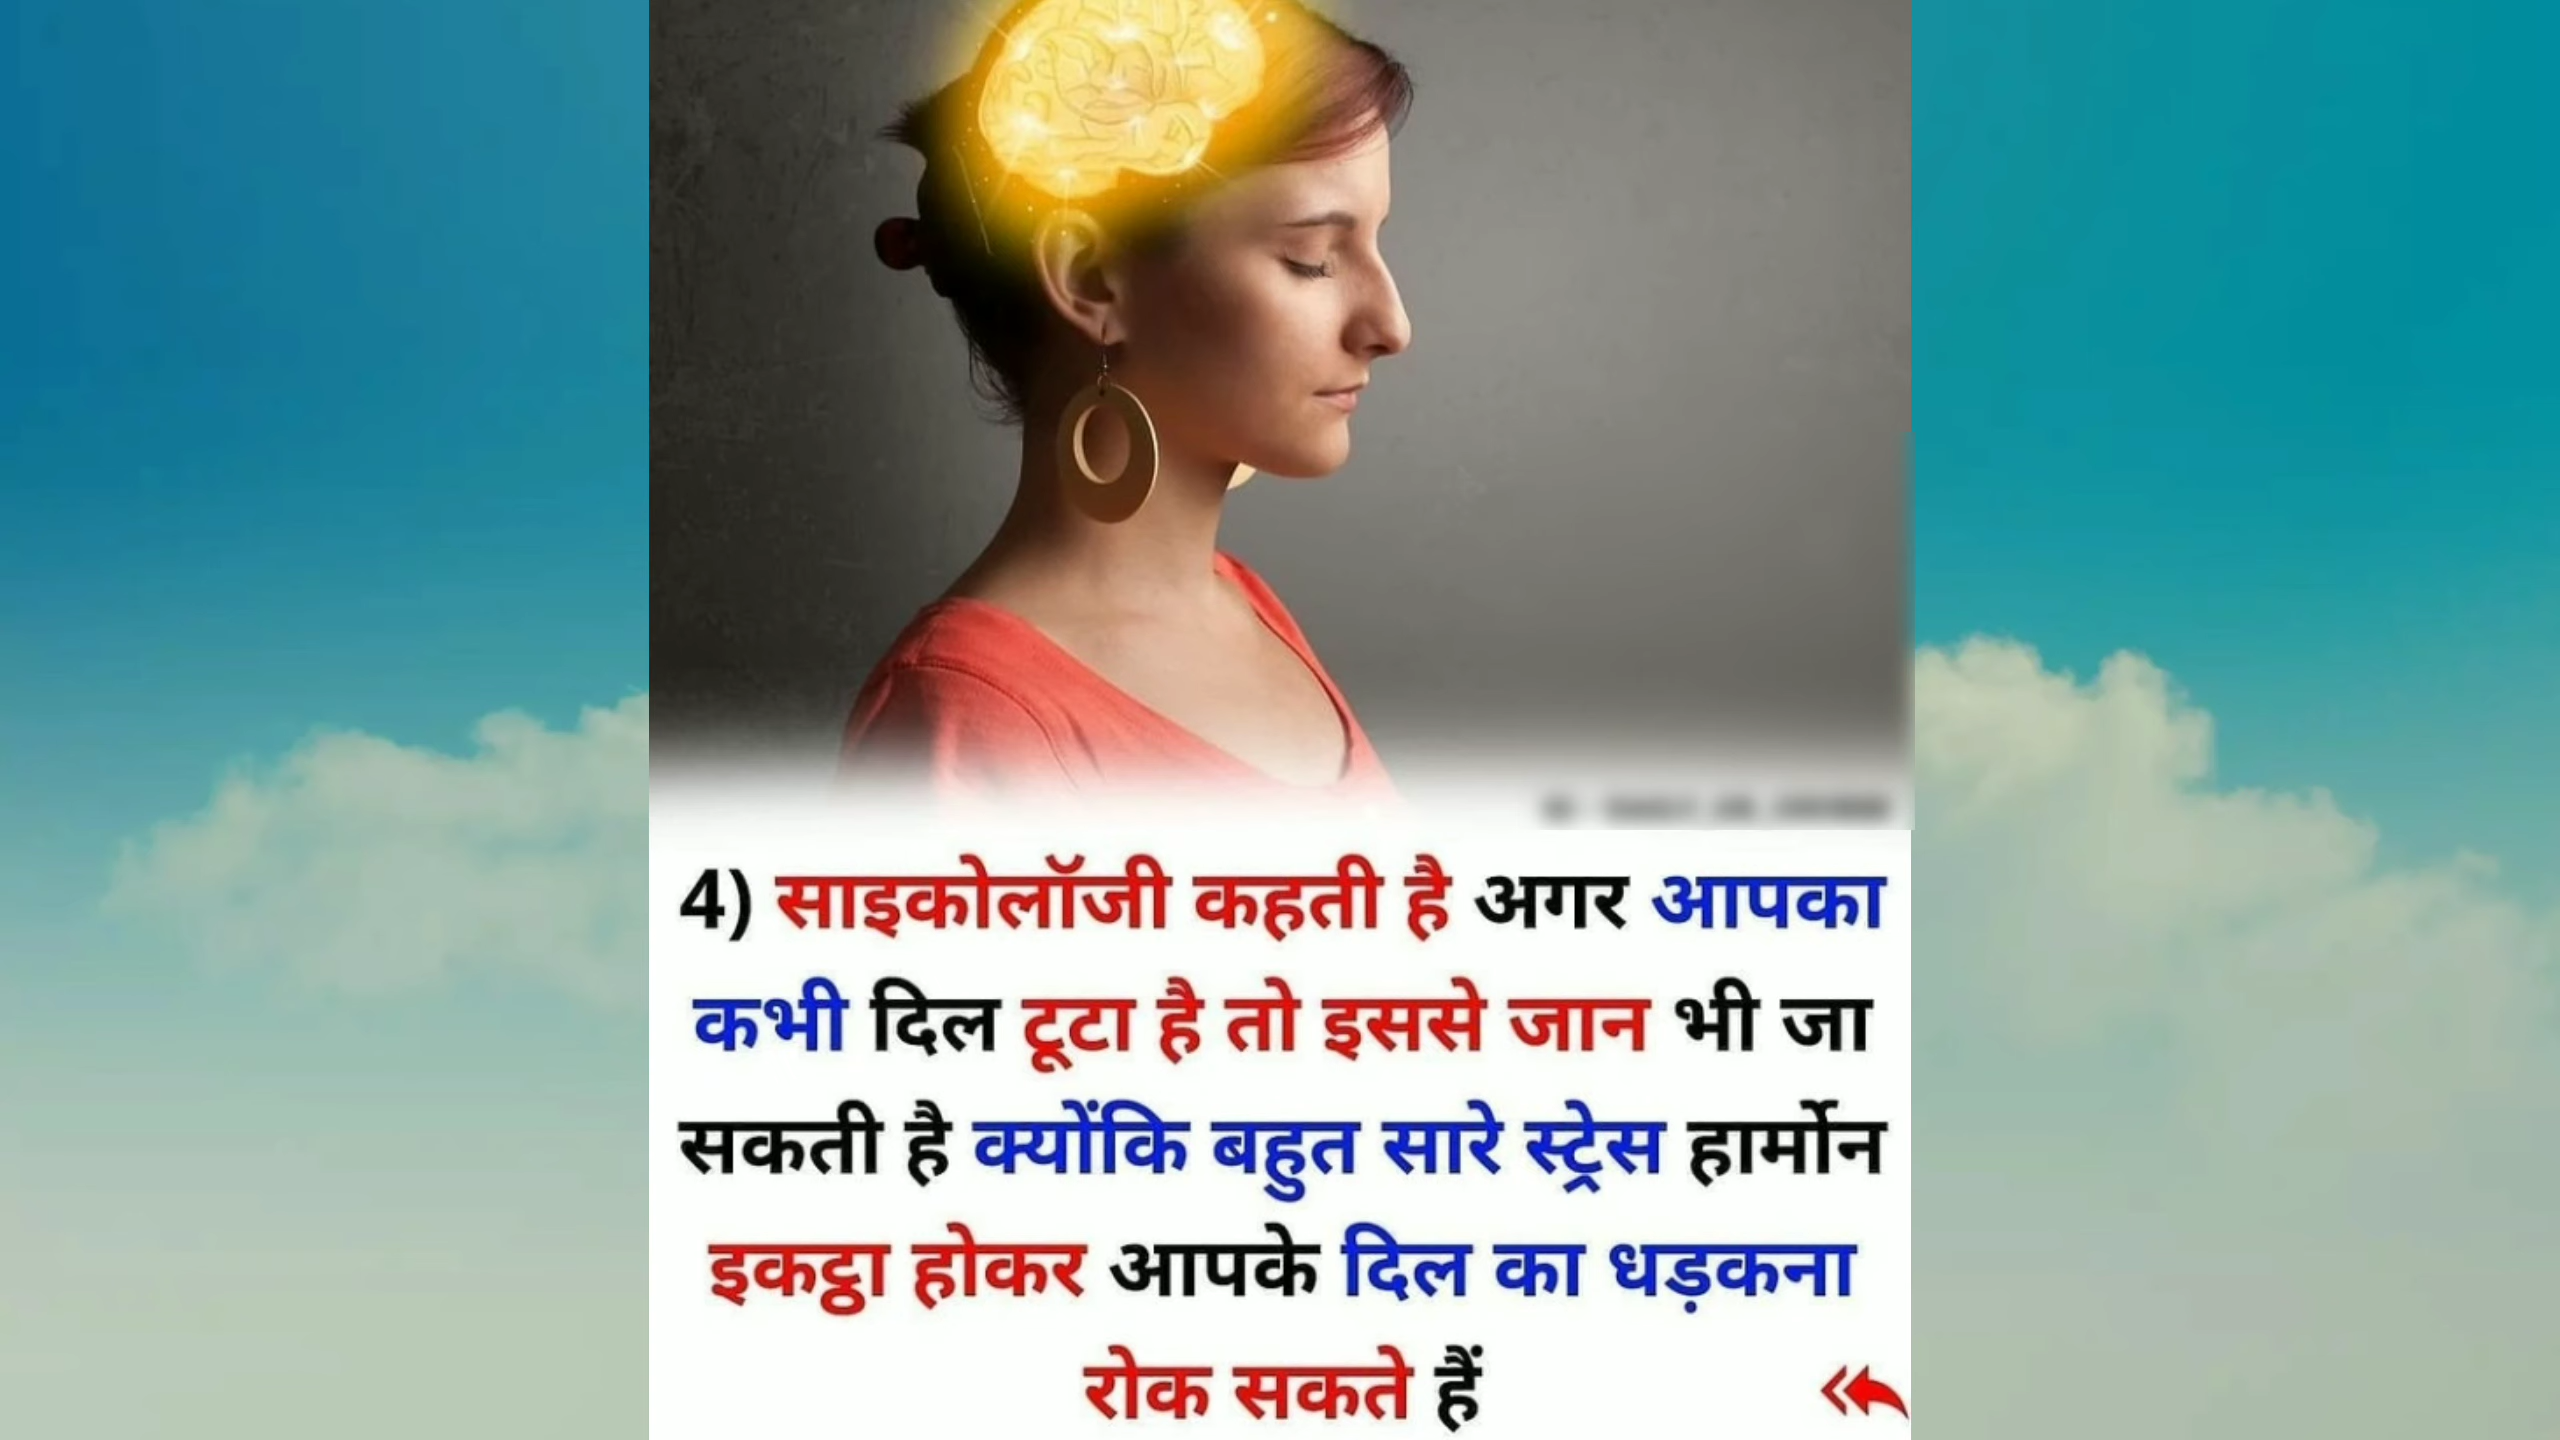 4) साइकोलॉजी कहती है अगर आपका
कभी दिल टूटा है तो इससे जान भी जा
सकती है क्योंकि बहुत सारे स्ट्रेस हार्मोन
इकट्ठा होकर आपके दिल का धड़कना
रोक सकते हैं